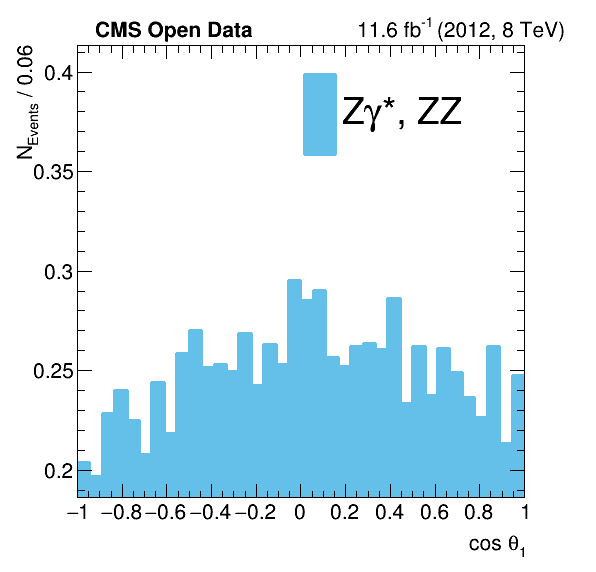 CMS Open Data 11.6 fb⁻¹ (2012, 8 TeV)
N_Events / 0.06
0.4
Zγ*, ZZ
0.35
0.3
0.25
0.2
−1 −0.8 −0.6 −0.4 −0.2 0 0.2 0.4 0.6 0.8 1
cos θ₁